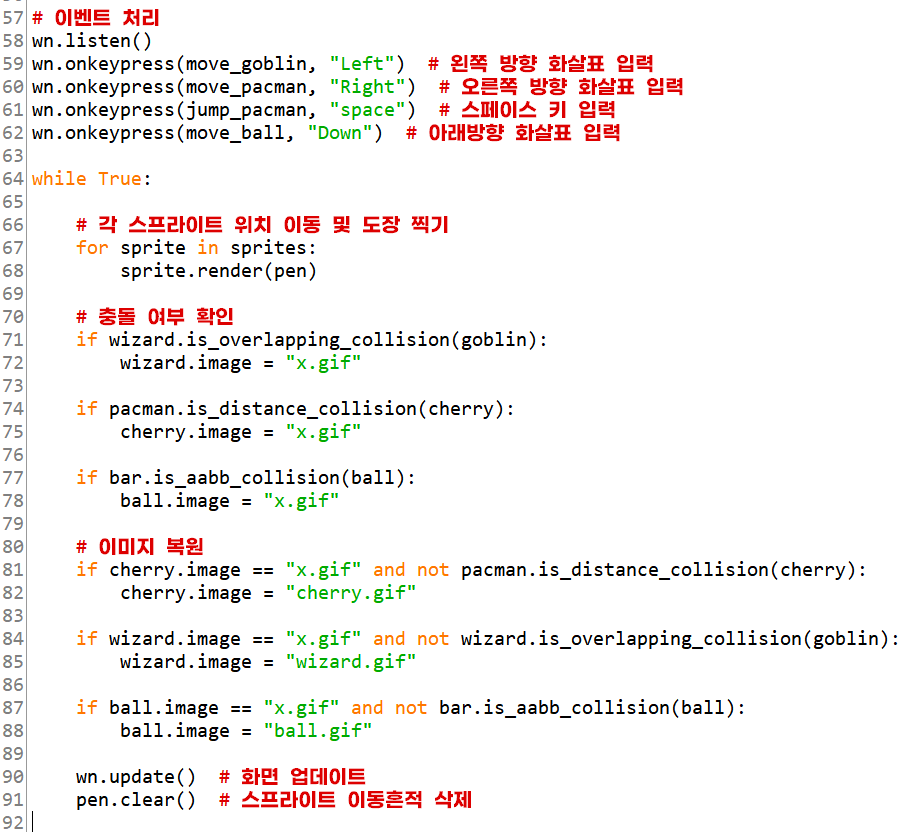 57 # 이벤트 처리
58 wn.listen()
59 wn.onkeypress(move_goblin, "Left")  # 왼쪽 방향 화살표 입력
60 wn.onkeypress(move_pacman, "Right")  # 오른쪽 방향 화살표 입력
61 wn.onkeypress(jump_pacman, "space")  # 스페이스 키 입력
62 wn.onkeypress(move_ball, "Down")  # 아래방향 화살표 입력
63
64 while True:
65
66     # 각 스프라이트 위치 이동 및 도장 찍기
67     for sprite in sprites:
68         sprite.render(pen)
69
70     # 충돌 여부 확인
71     if wizard.is_overlapping_collision(goblin):
72         wizard.image = "x.gif"
73
74     if pacman.is_distance_collision(cherry):
75         cherry.image = "x.gif"
76
77     if bar.is_aabb_collision(ball):
78         ball.image = "x.gif"
79
80     # 이미지 복원
81     if cherry.image == "x.gif" and not pacman.is_distance_collision(cherry):
82         cherry.image = "cherry.gif"
83
84     if wizard.image == "x.gif" and not wizard.is_overlapping_collision(goblin):
85         wizard.image = "wizard.gif"
86
87     if ball.image == "x.gif" and not bar.is_aabb_collision(ball):
88         ball.image = "ball.gif"
89
90     wn.update()  # 화면 업데이트
91     pen.clear()  # 스프라이트 이동흔적 삭제
92